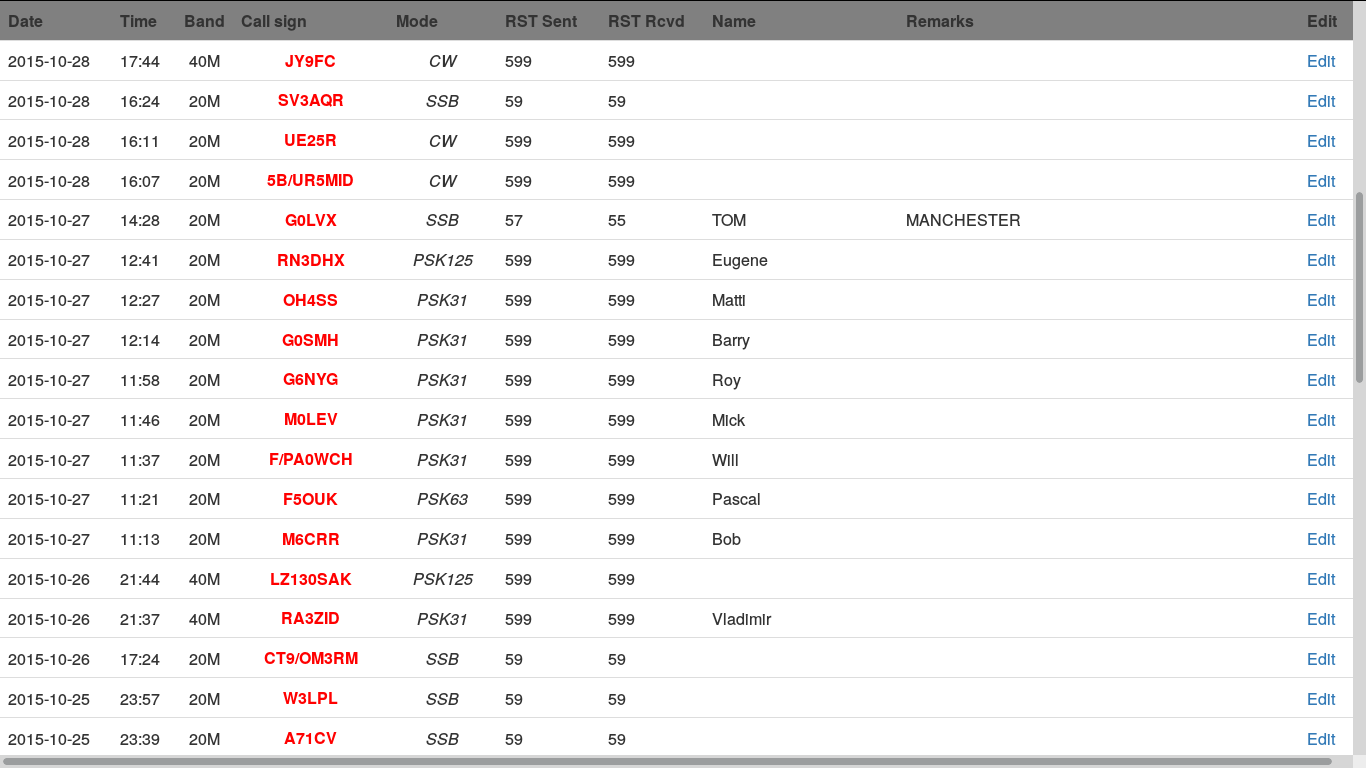 Date Time Band Call sign Mode RST Sent RST Rcvd Name Remarks Edit
2015-10-28 17:44 40M JY9FC CW 599 599 Edit
2015-10-28 16:24 20M SV3AQR SSB 59 59 Edit
2015-10-28 16:11 20M UE25R CW 599 599 Edit
2015-10-28 16:07 20M 5B/UR5MID CW 599 599 Edit
2015-10-27 14:28 20M G0LVX SSB 57 55 TOM MANCHESTER Edit
2015-10-27 12:41 20M RN3DHX PSK125 599 599 Eugene Edit
2015-10-27 12:27 20M OH4SS PSK31 599 599 Matti Edit
2015-10-27 12:14 20M G0SMH PSK31 599 599 Barry Edit
2015-10-27 11:58 20M G6NYG PSK31 599 599 Roy Edit
2015-10-27 11:46 20M M0LEV PSK31 599 599 Mick Edit
2015-10-27 11:37 20M F/PA0WCH PSK31 599 599 Will Edit
2015-10-27 11:21 20M F5OUK PSK63 599 599 Pascal Edit
2015-10-27 11:13 20M M6CRR PSK31 599 599 Bob Edit
2015-10-26 21:44 40M LZ130SAK PSK125 599 599 Edit
2015-10-26 21:37 40M RA3ZID PSK31 599 599 Vladimir Edit
2015-10-26 17:24 20M CT9/OM3RM SSB 59 59 Edit
2015-10-25 23:57 20M W3LPL SSB 59 59 Edit
2015-10-25 23:39 20M A71CV SSB 59 59 Edit